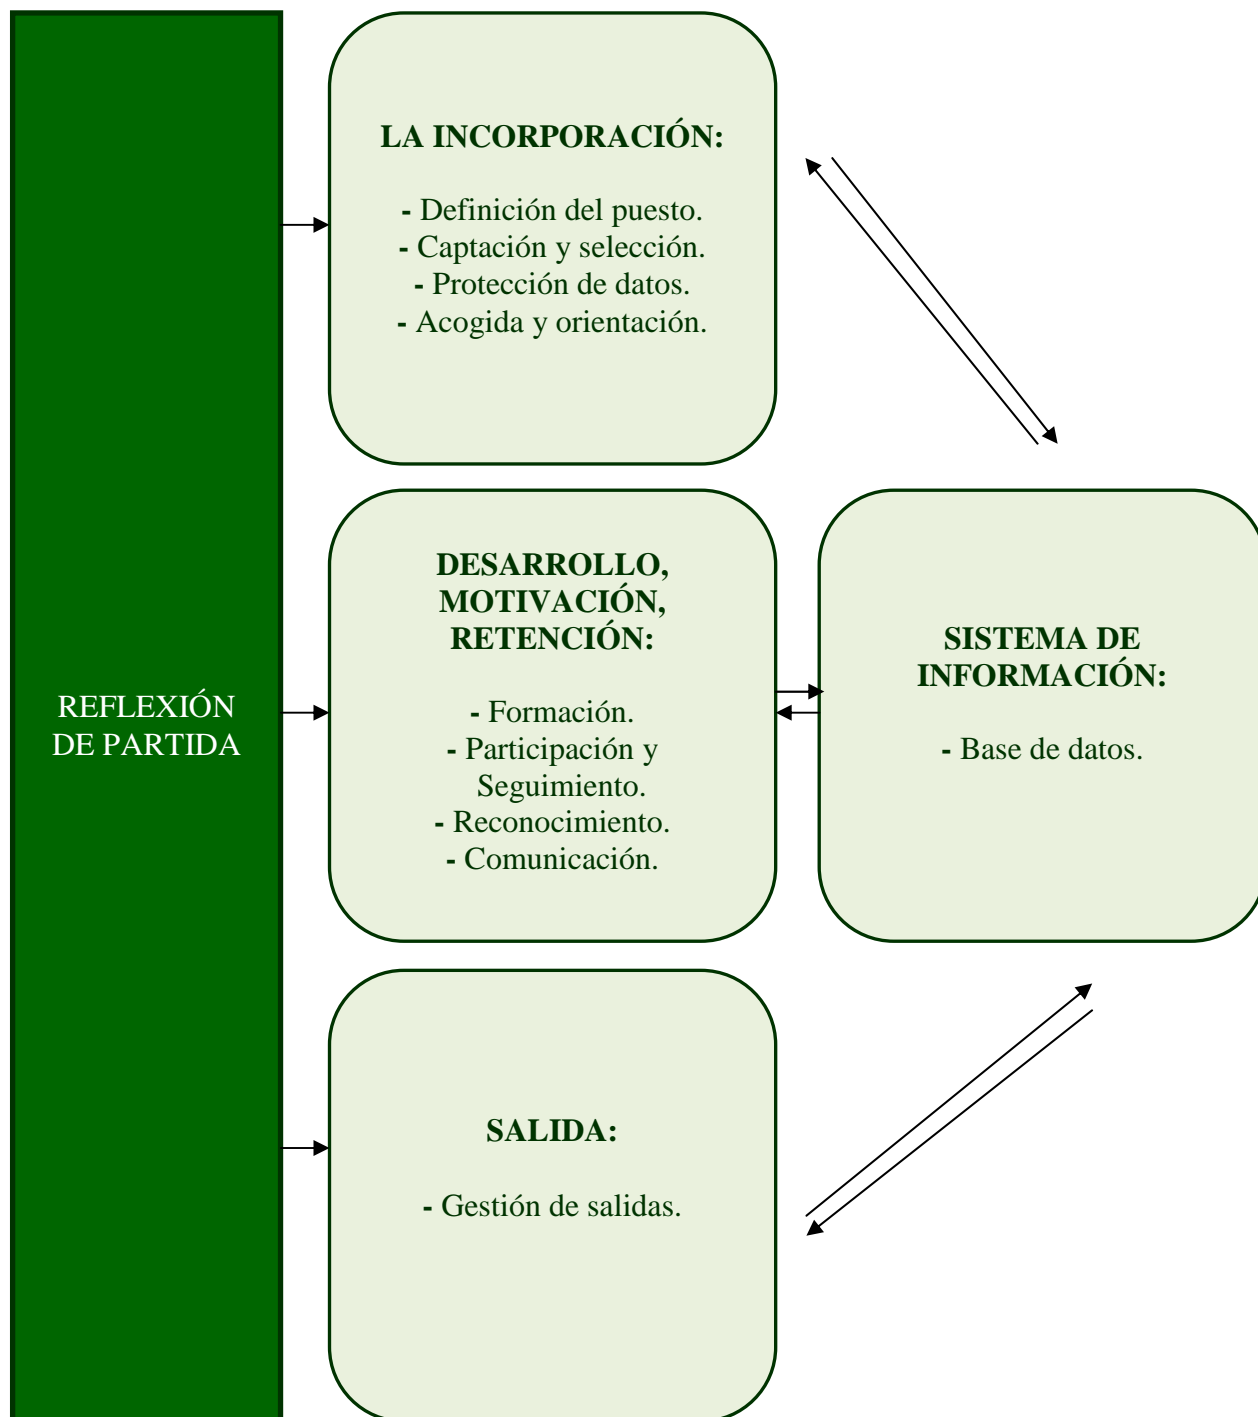 REFLEXIÓN
DE PARTIDA
LA INCORPORACIÓN:
- Definición del puesto.
- Captación y selección.
- Protección de datos.
- Acogida y orientación.
DESARROLLO,
MOTIVACIÓN,
RETENCIÓN:
- Formación.
- Participación y
Seguimiento.
- Reconocimiento.
- Comunicación.
SISTEMA DE
INFORMACIÓN:
- Base de datos.
SALIDA:
- Gestión de salidas.